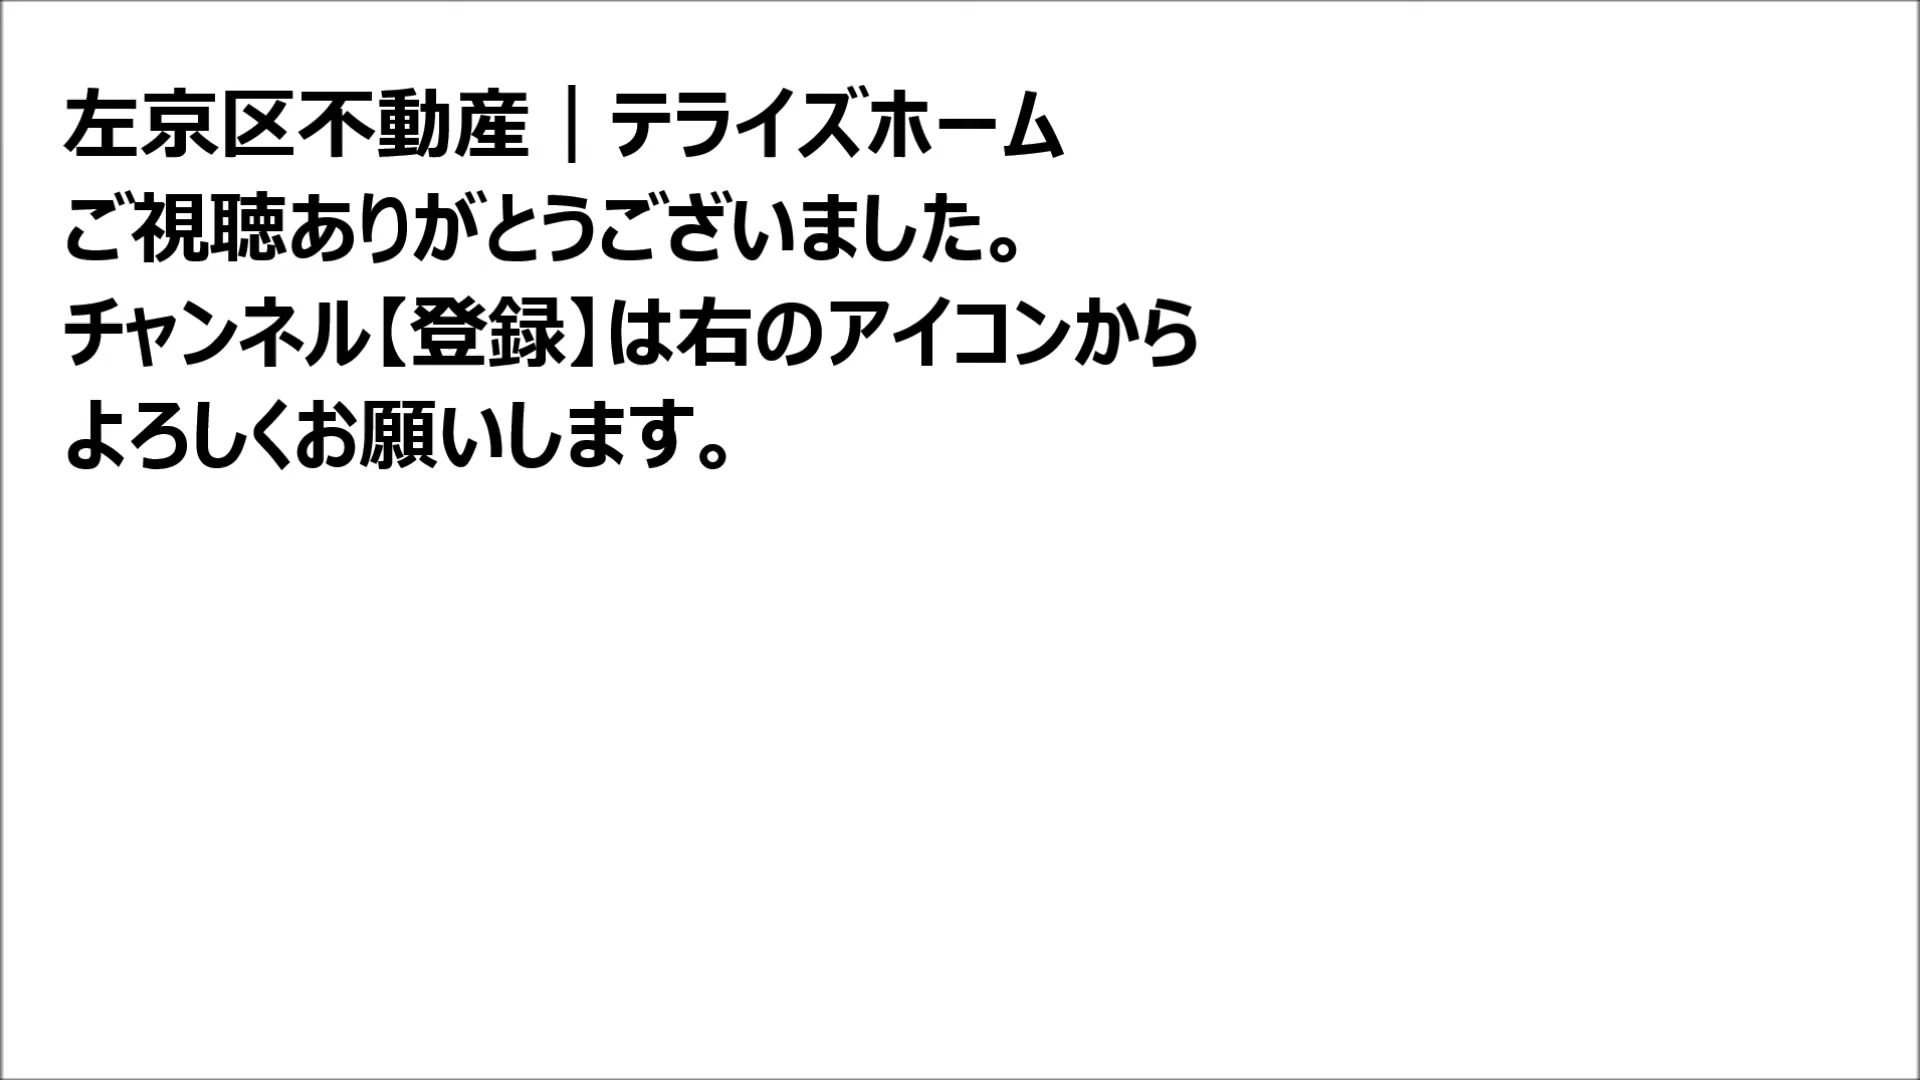 左京区不動産｜テライズホーム
ご視聴ありがとうございました。
チャンネル【登録】は右のアイコンから
よろしくお願いします。